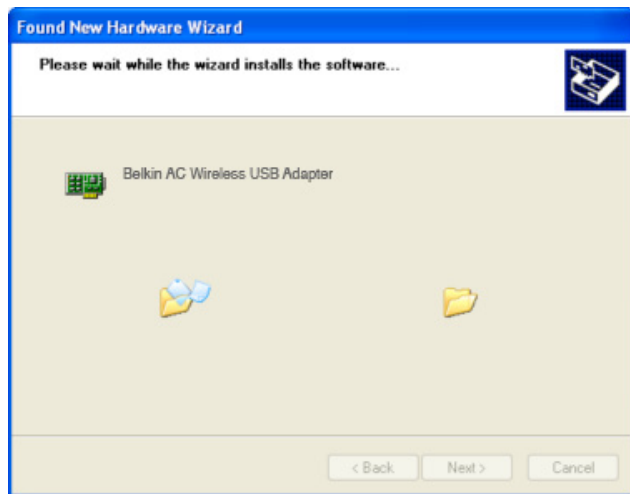 Found New Hardware Wizard
Please wait while the wizard installs the software...
Belkin AC Wireless USB Adapter
< Back
Next >
Cancel